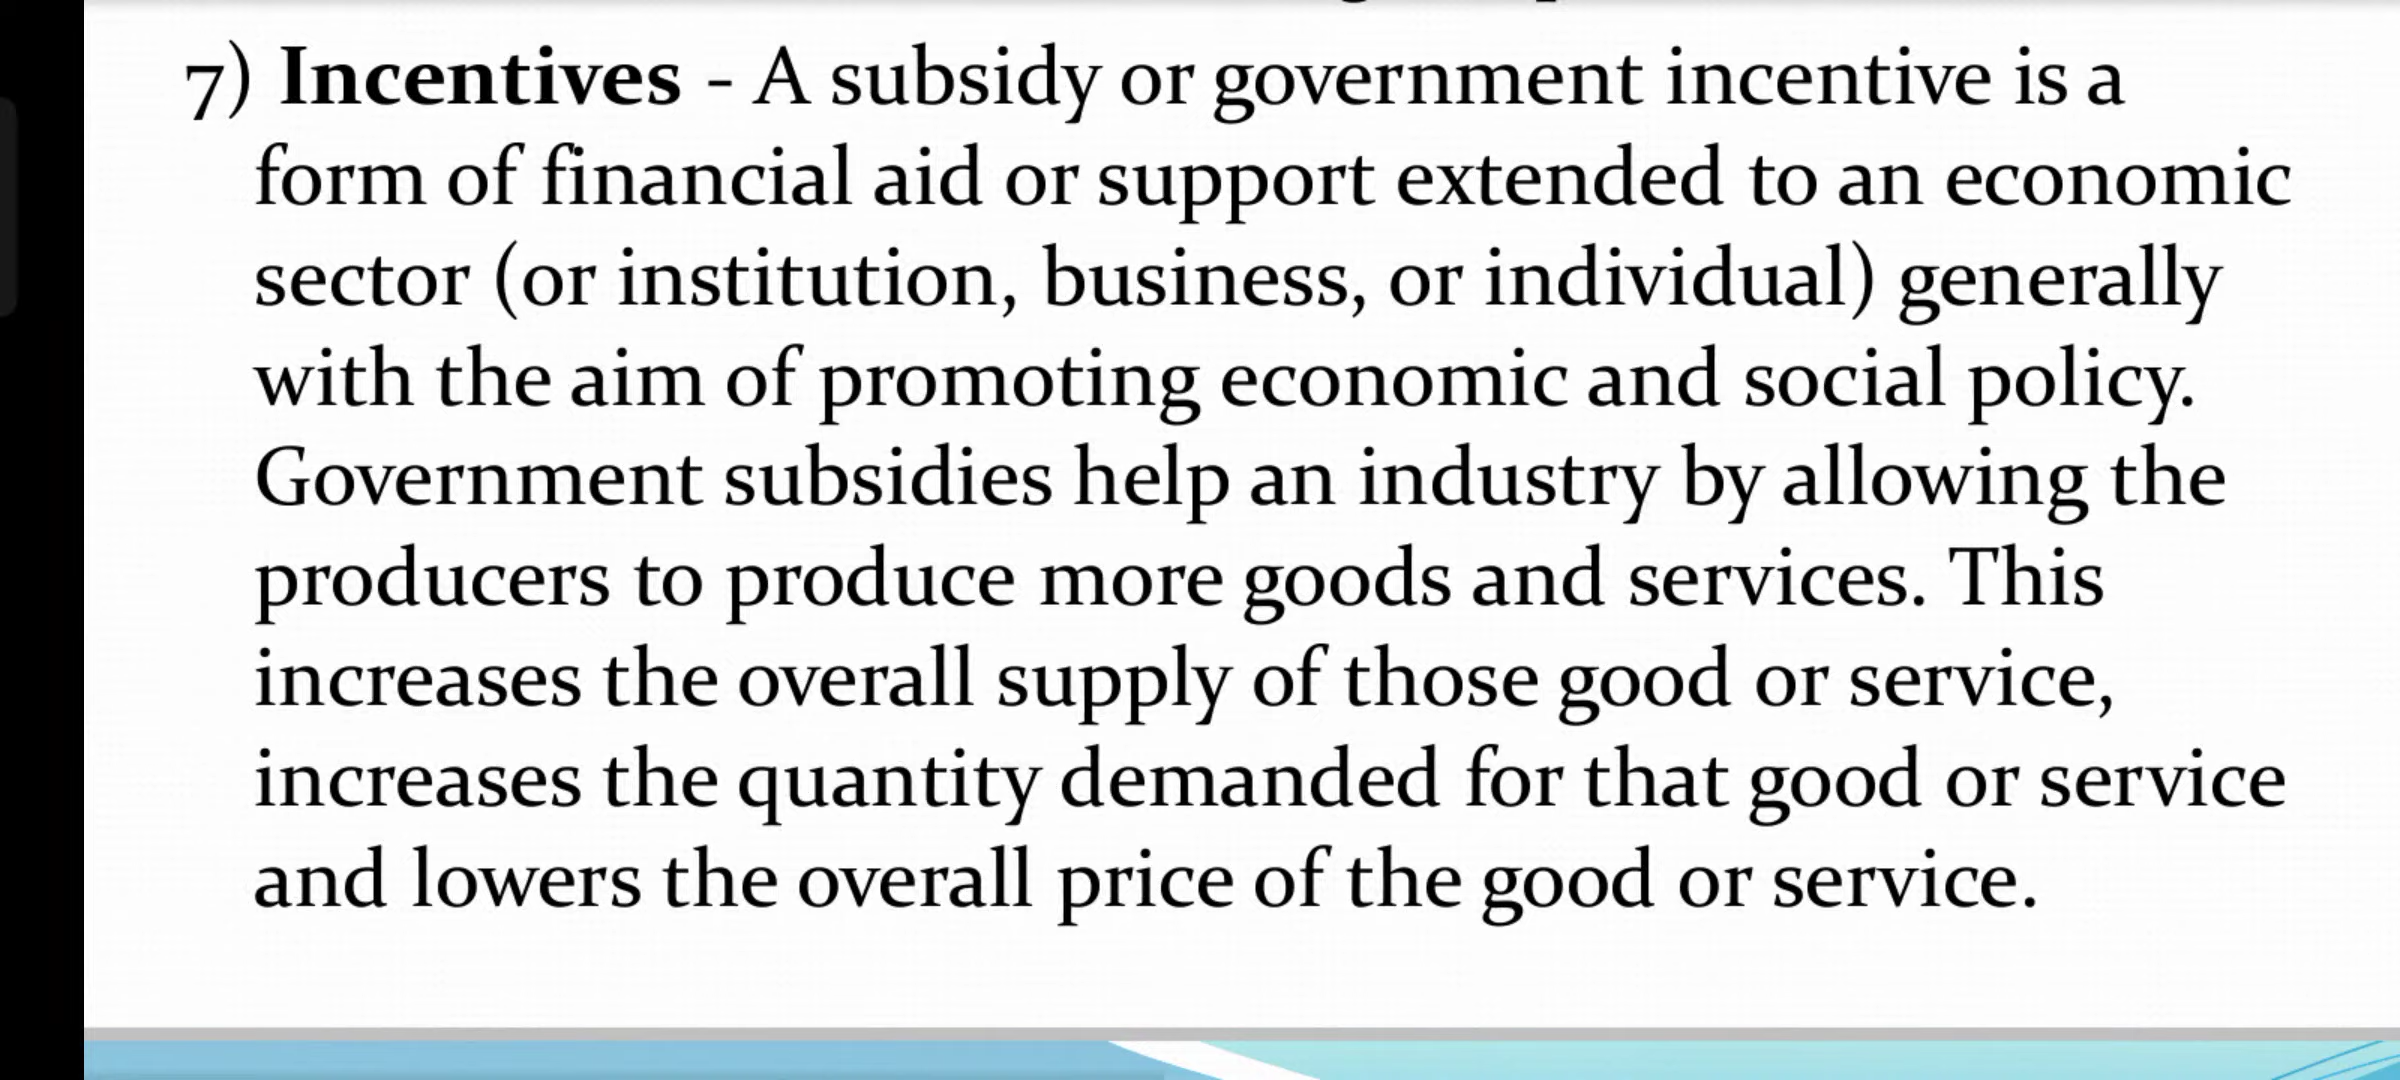 7) Incentives - A subsidy or government incentive is a
form of financial aid or support extended to an economic
sector (or institution, business, or individual) generally
with the aim of promoting economic and social policy.
Government subsidies help an industry by allowing the
producers to produce more goods and services. This
increases the overall supply of those good or service,
increases the quantity demanded for that good or service
and lowers the overall price of the good or service.